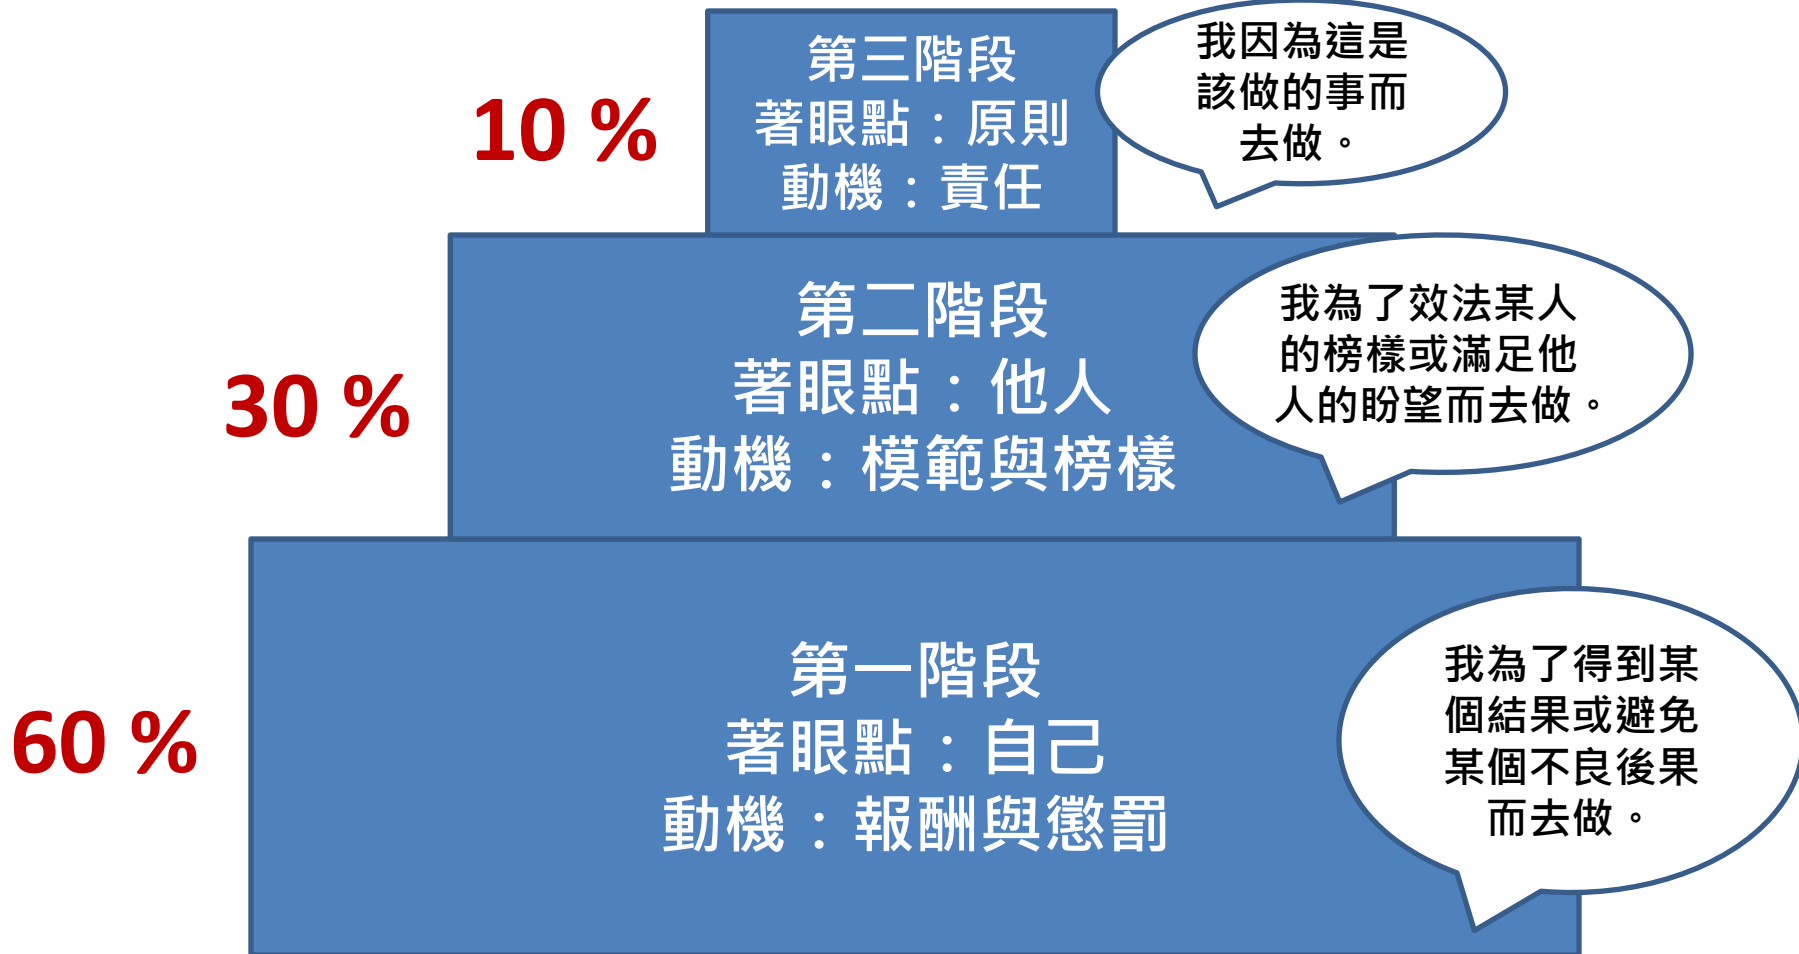 10 %
第三階段
著眼點：原則
動機：責任
我因為這是
該做的事而
去做。
30 %
第二階段
著眼點：他人
動機：模範與榜樣
我為了效法某人
的榜樣或滿足他
人的盼望而去做。
60 %
第一階段
著眼點：自己
動機：報酬與懲罰
我為了得到某
個結果或避免
某個不良後果
而去做。